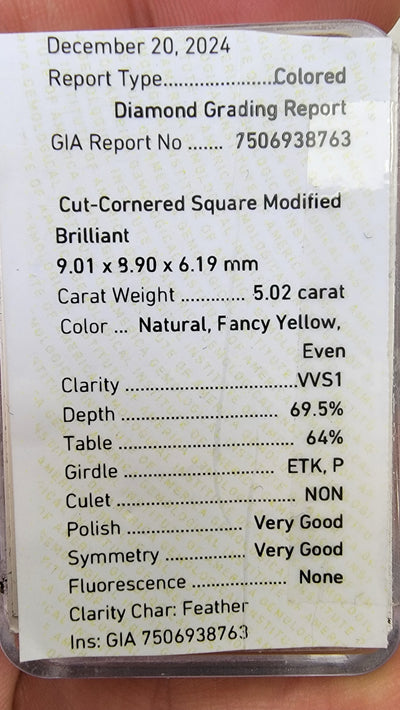 December 20, 2024
Report Type......................Colored
Diamond Grading Report
GIA Report No ....... 7506938763
Cut-Cornered Square Modified
Brilliant
9.01 x 8.90 x 6.19 mm
Carat Weight ............ 5.02 carat
Color ... Natural, Fancy Yellow,
Even
Clarity ..............................VVS1
Depth ............................ 69.5%
Table ................................ 64%
Girdle ........................... ETK, P
Culet ................................. NON
Polish ..................... Very Good
Symmetry ............... Very Good
Fluorescence ................. None
Clarity Char: Feather
Ins: GIA 7506938763